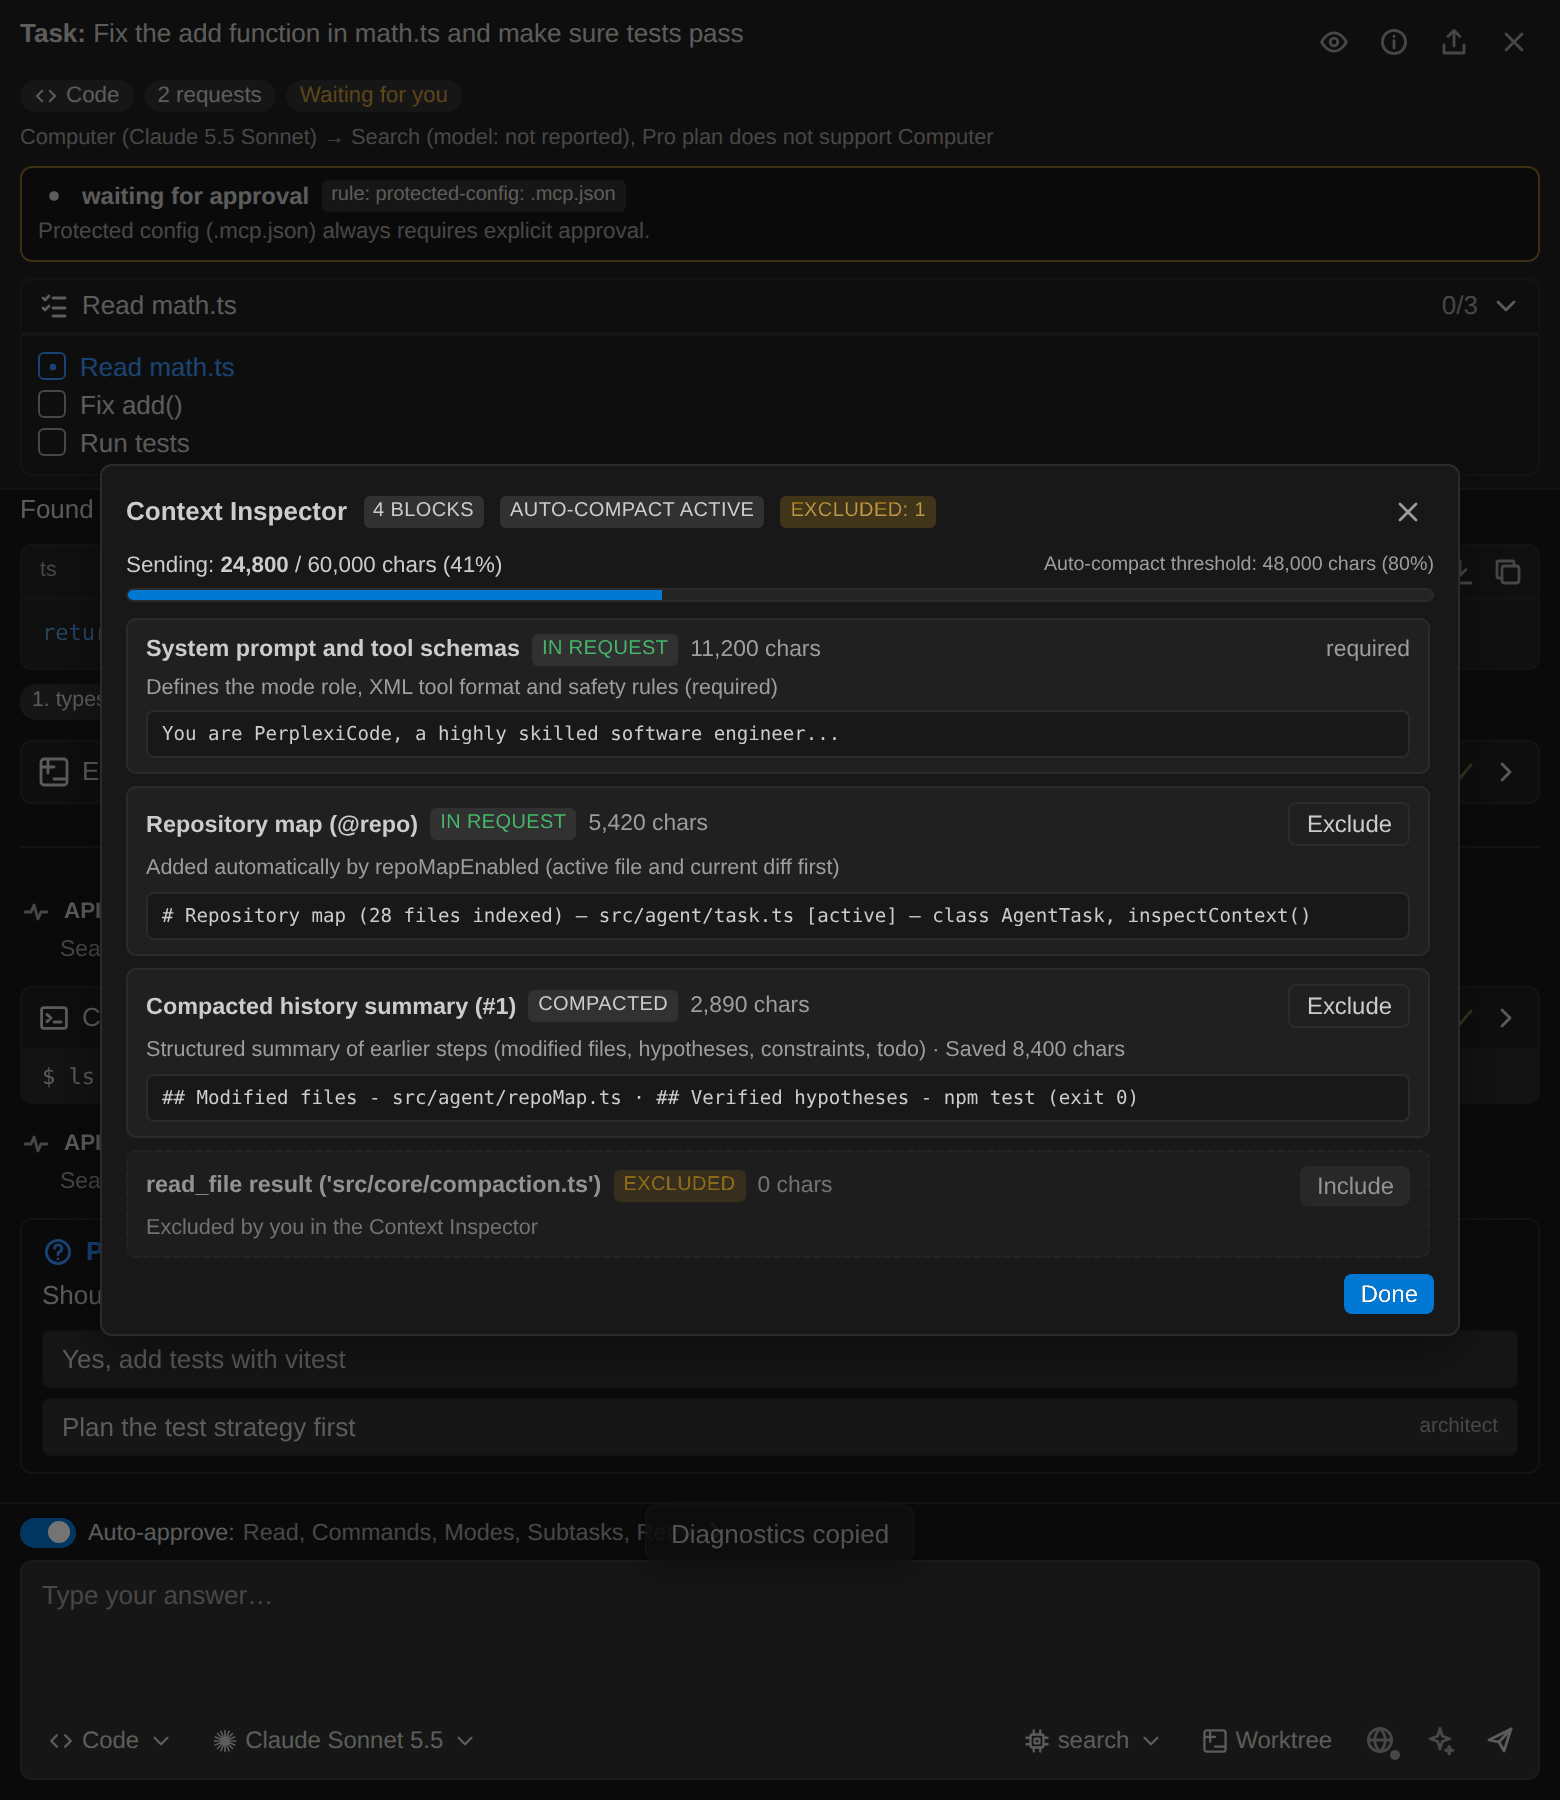 Task: Fix the add function in math.ts and make sure tests pass
Code 2 requests Waiting for you
Computer (Claude 5.5 Sonnet) → Search (model: not reported), Pro plan does not support Computer
waiting for approval rule: protected-config: .mcp.json
Protected config (.mcp.json) always requires explicit approval.
Read math.ts 0/3
Read math.ts
Fix add()
Run tests
Found
Context Inspector 4 BLOCKS AUTO-COMPACT ACTIVE EXCLUDED: 1
Sending: 24,800 / 60,000 chars (41%) Auto-compact threshold: 48,000 chars (80%)
ts
System prompt and tool schemas IN REQUEST 11,200 chars required
Defines the mode role, XML tool format and safety rules (required)
You are PerplexiCode, a highly skilled software engineer...
1. types
Repository map (@repo) IN REQUEST 5,420 chars Exclude
Added automatically by repoMapEnabled (active file and current diff first)
# Repository map (28 files indexed) — src/agent/task.ts [active] — class AgentTask, inspectContext()
API
Sea
Compacted history summary (#1) COMPACTED 2,890 chars Exclude
Structured summary of earlier steps (modified files, hypotheses, constraints, todo) · Saved 8,400 chars
## Modified files - src/agent/repoMap.ts · ## Verified hypotheses - npm test (exit 0)
$ ls
API
Sea
read_file result ('src/core/compaction.ts') EXCLUDED 0 chars Include
Excluded by you in the Context Inspector
Shou
Done
Yes, add tests with vitest
Plan the test strategy first architect
Auto-approve: Read, Commands, Modes, Subtasks,
Diagnostics copied
Type your answer…
Code Claude Sonnet 5.5 search Worktree